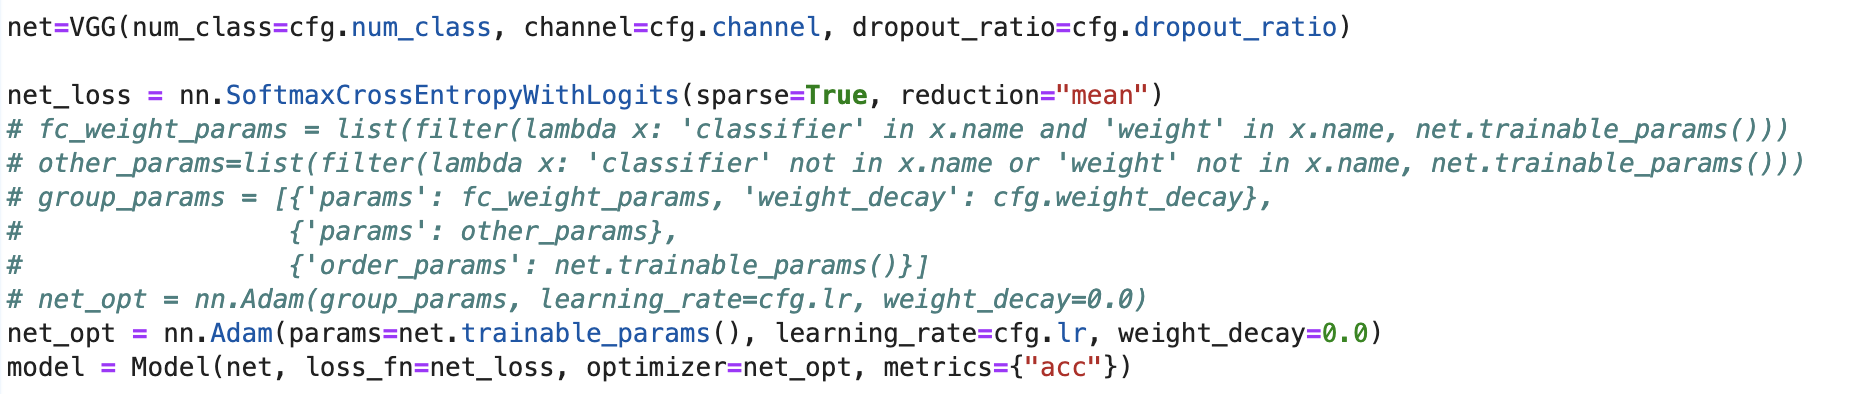 net=VGG(num_class=cfg.num_class, channel=cfg.channel, dropout_ratio=cfg.dropout_ratio)

net_loss = nn.SoftmaxCrossEntropyWithLogits(sparse=True, reduction="mean")
# fc_weight_params = list(filter(lambda x: 'classifier' in x.name and 'weight' in x.name, net.trainable_params()))
# other_params=list(filter(lambda x: 'classifier' not in x.name or 'weight' not in x.name, net.trainable_params()))
# group_params = [{'params': fc_weight_params, 'weight_decay': cfg.weight_decay},
#                 {'params': other_params},
#                 {'order_params': net.trainable_params()}]
# net_opt = nn.Adam(group_params, learning_rate=cfg.lr, weight_decay=0.0)
net_opt = nn.Adam(params=net.trainable_params(), learning_rate=cfg.lr, weight_decay=0.0)
model = Model(net, loss_fn=net_loss, optimizer=net_opt, metrics={"acc"})